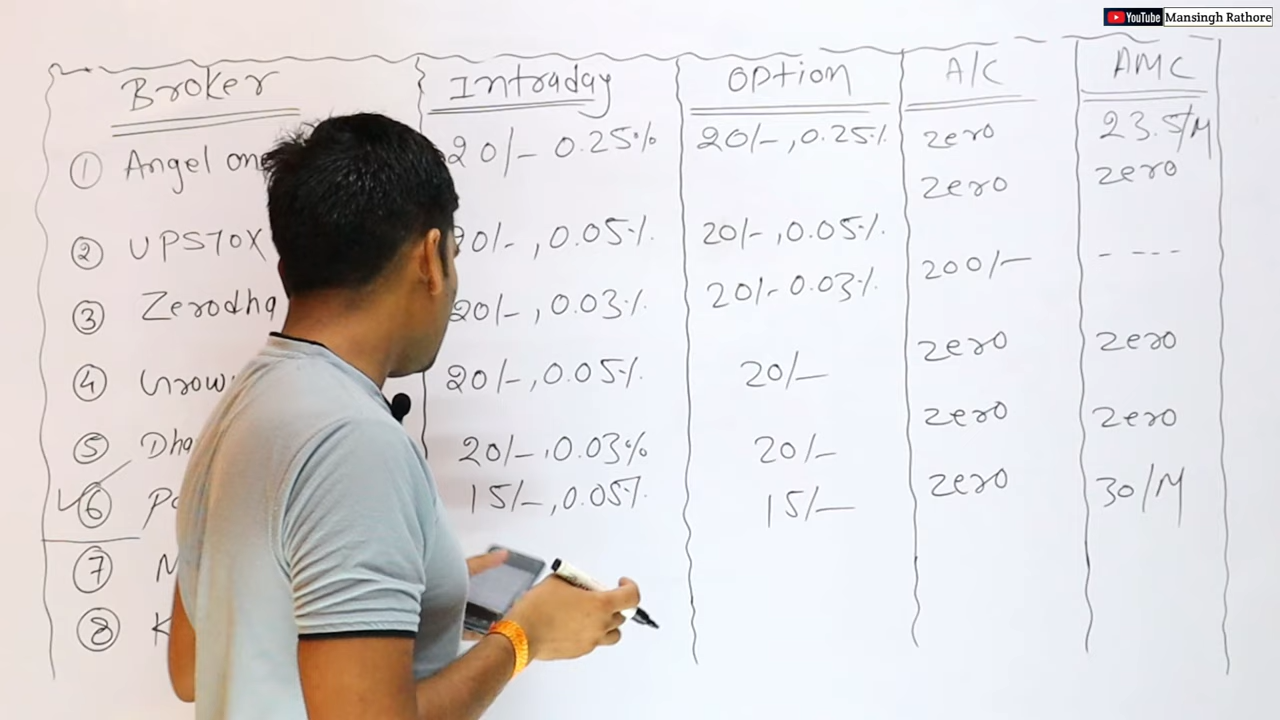 YouTube Mansingh Rathore
Broker Intraday Option A/C AMC
① Angel one 20/- 0.25% 20/-, 0.25% zero 23.5/M
zero zero
② UPSTOX 20/-, 0.05% 20/-, 0.05%
200/- ----
③ Zerodha 20/-, 0.03% 20/- 0.03%
zero zero
④ 20/-, 0.05% 20/-
zero zero
⑤ 20/-, 0.03% 20/-
⑥ 15/-, 0.05% 15/- zero 30/M
⑦
⑧